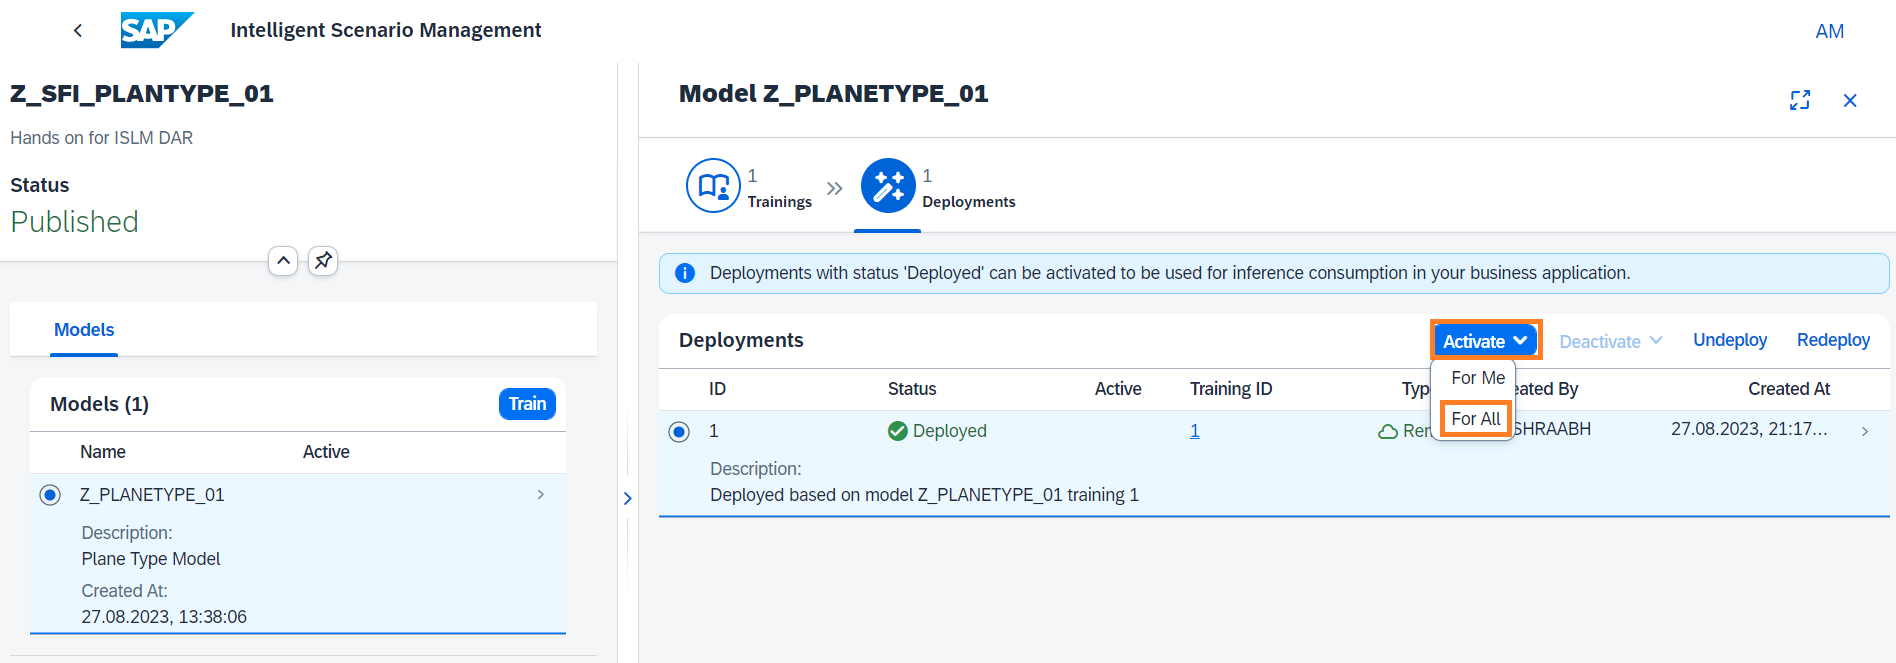 SAP Intelligent Scenario Management AM
Z_SFI_PLANTYPE_01
Hands on for ISLM DAR
Status
Published
Models
Models (1) Train
Name Active
Z_PLANETYPE_01
Description:
Plane Type Model
Created At:
27.08.2023, 13:38:06
Model Z_PLANETYPE_01
1
Trainings
1
Deployments
Deployments with status 'Deployed' can be activated to be used for inference consumption in your business application.
Deployments Activate Deactivate Undeploy Redeploy
For Me
For All
ID Status Active Training ID Typ eated By Created At
1 Deployed 1 Ren SHRAABH 27.08.2023, 21:17...
Description:
Deployed based on model Z_PLANETYPE_01 training 1